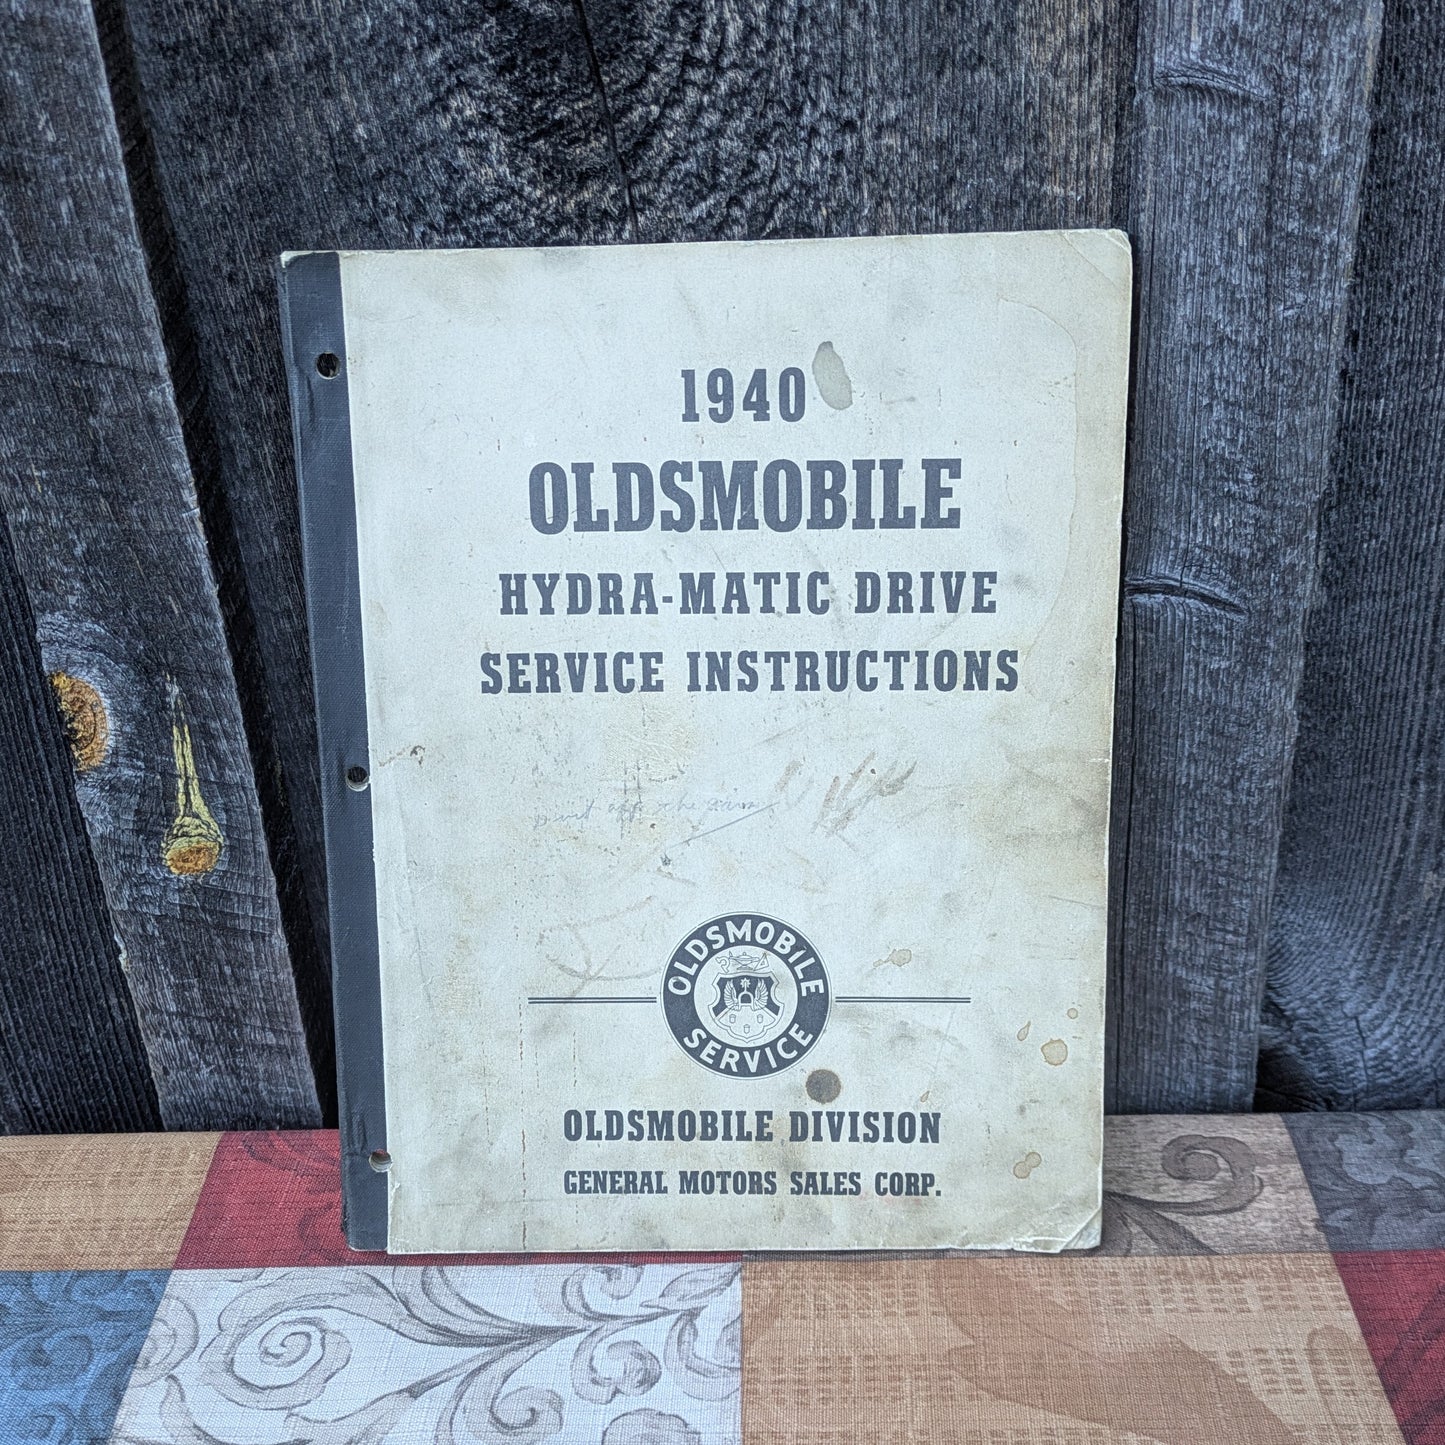 1940
OLDSMOBILE
HYDRA-MATIC DRIVE
SERVICE INSTRUCTIONS
OLDSMOBILE
SERVICE
OLDSMOBILE DIVISION
GENERAL MOTORS SALES CORP.